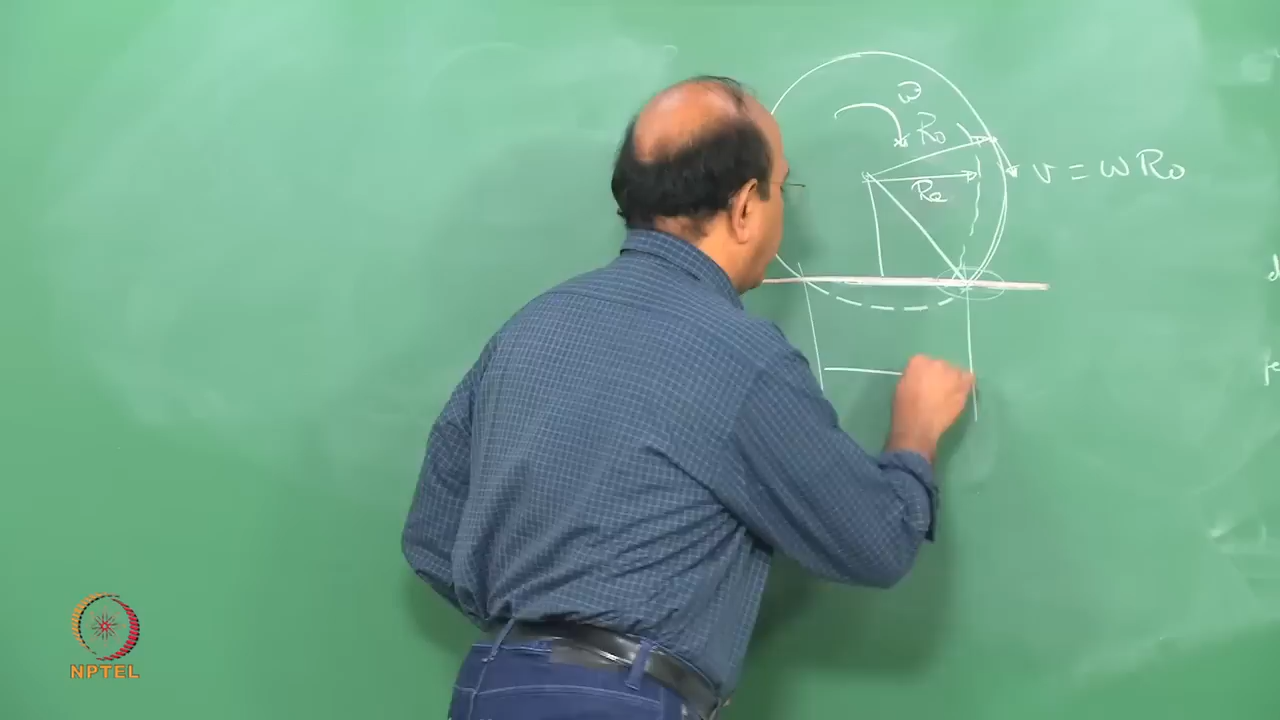 ω
R₀
v = ωR₀
Re
NPTEL